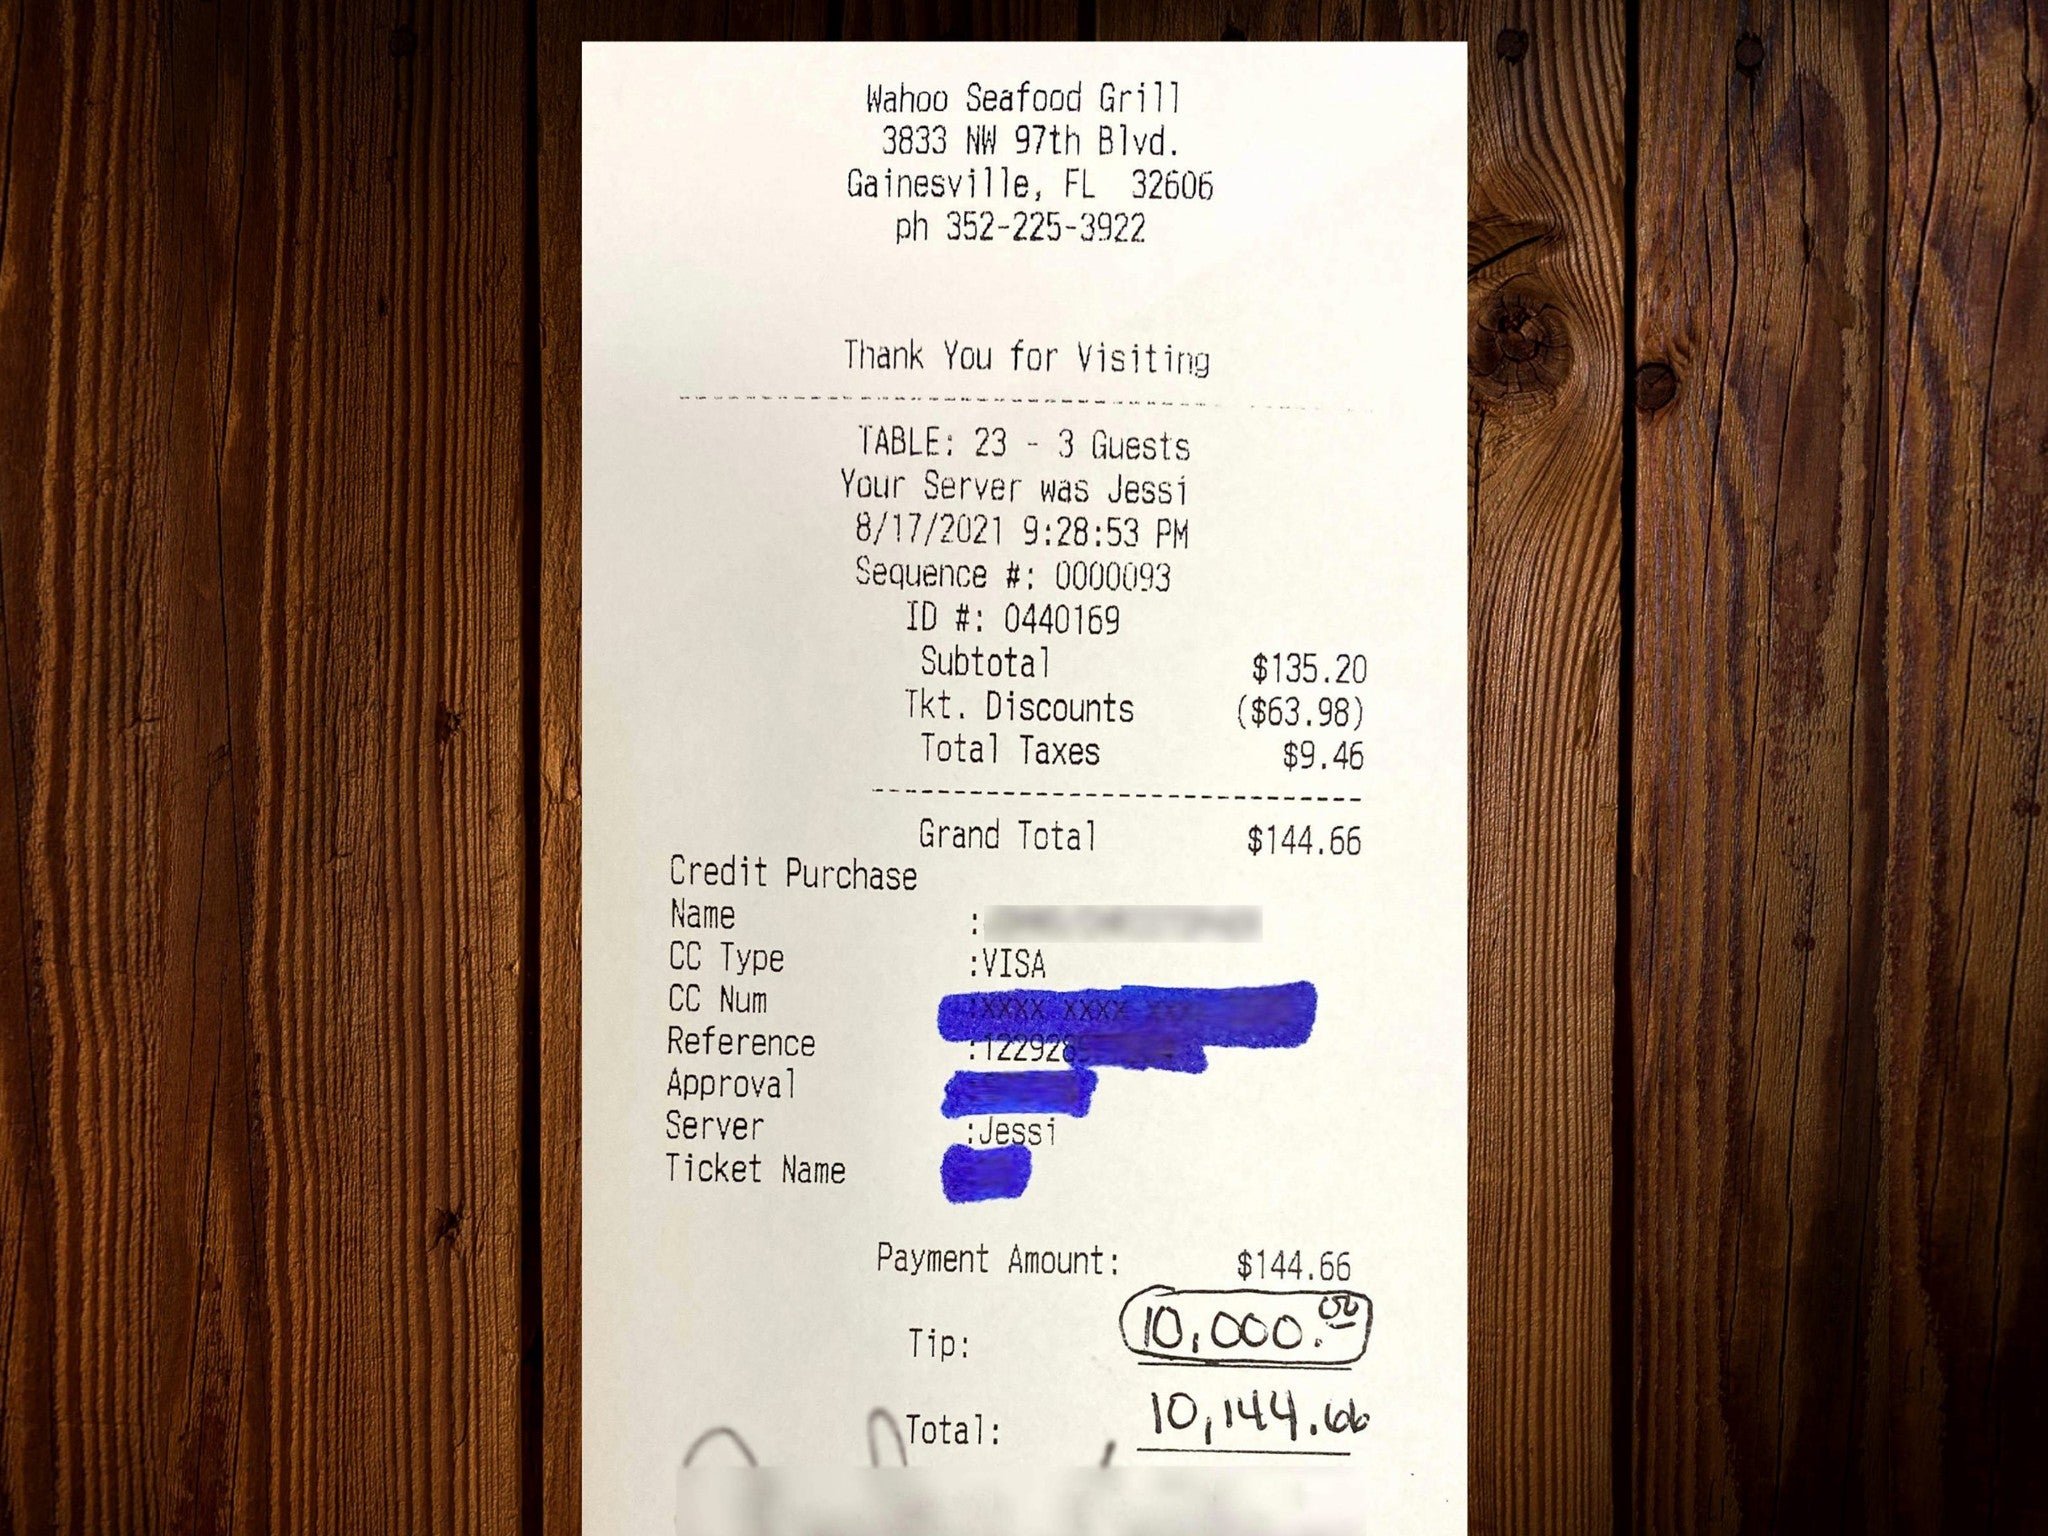 Wahoo Seafood Grill
3833 NW 97th Blvd.
Gainesville, FL 32606
ph 352-225-3922
Thank You for Visiting
TABLE: 23 - 3 Guests
Your Server was Jessi
8/17/2021 9:28:53 PM
Sequence #: 0000093
ID #: 0440169
Subtotal $135.20
Tkt. Discounts ($63.98)
Total Taxes $9.46
Grand Total $144.66
Credit Purchase
Name :
CC Type :VISA
CC Num :XXXX XXXX XX
Reference :122928
Approval
Server :Jessi
Ticket Name
Payment Amount: $144.66
Tip: 10,000.00
Total: 10,144.66